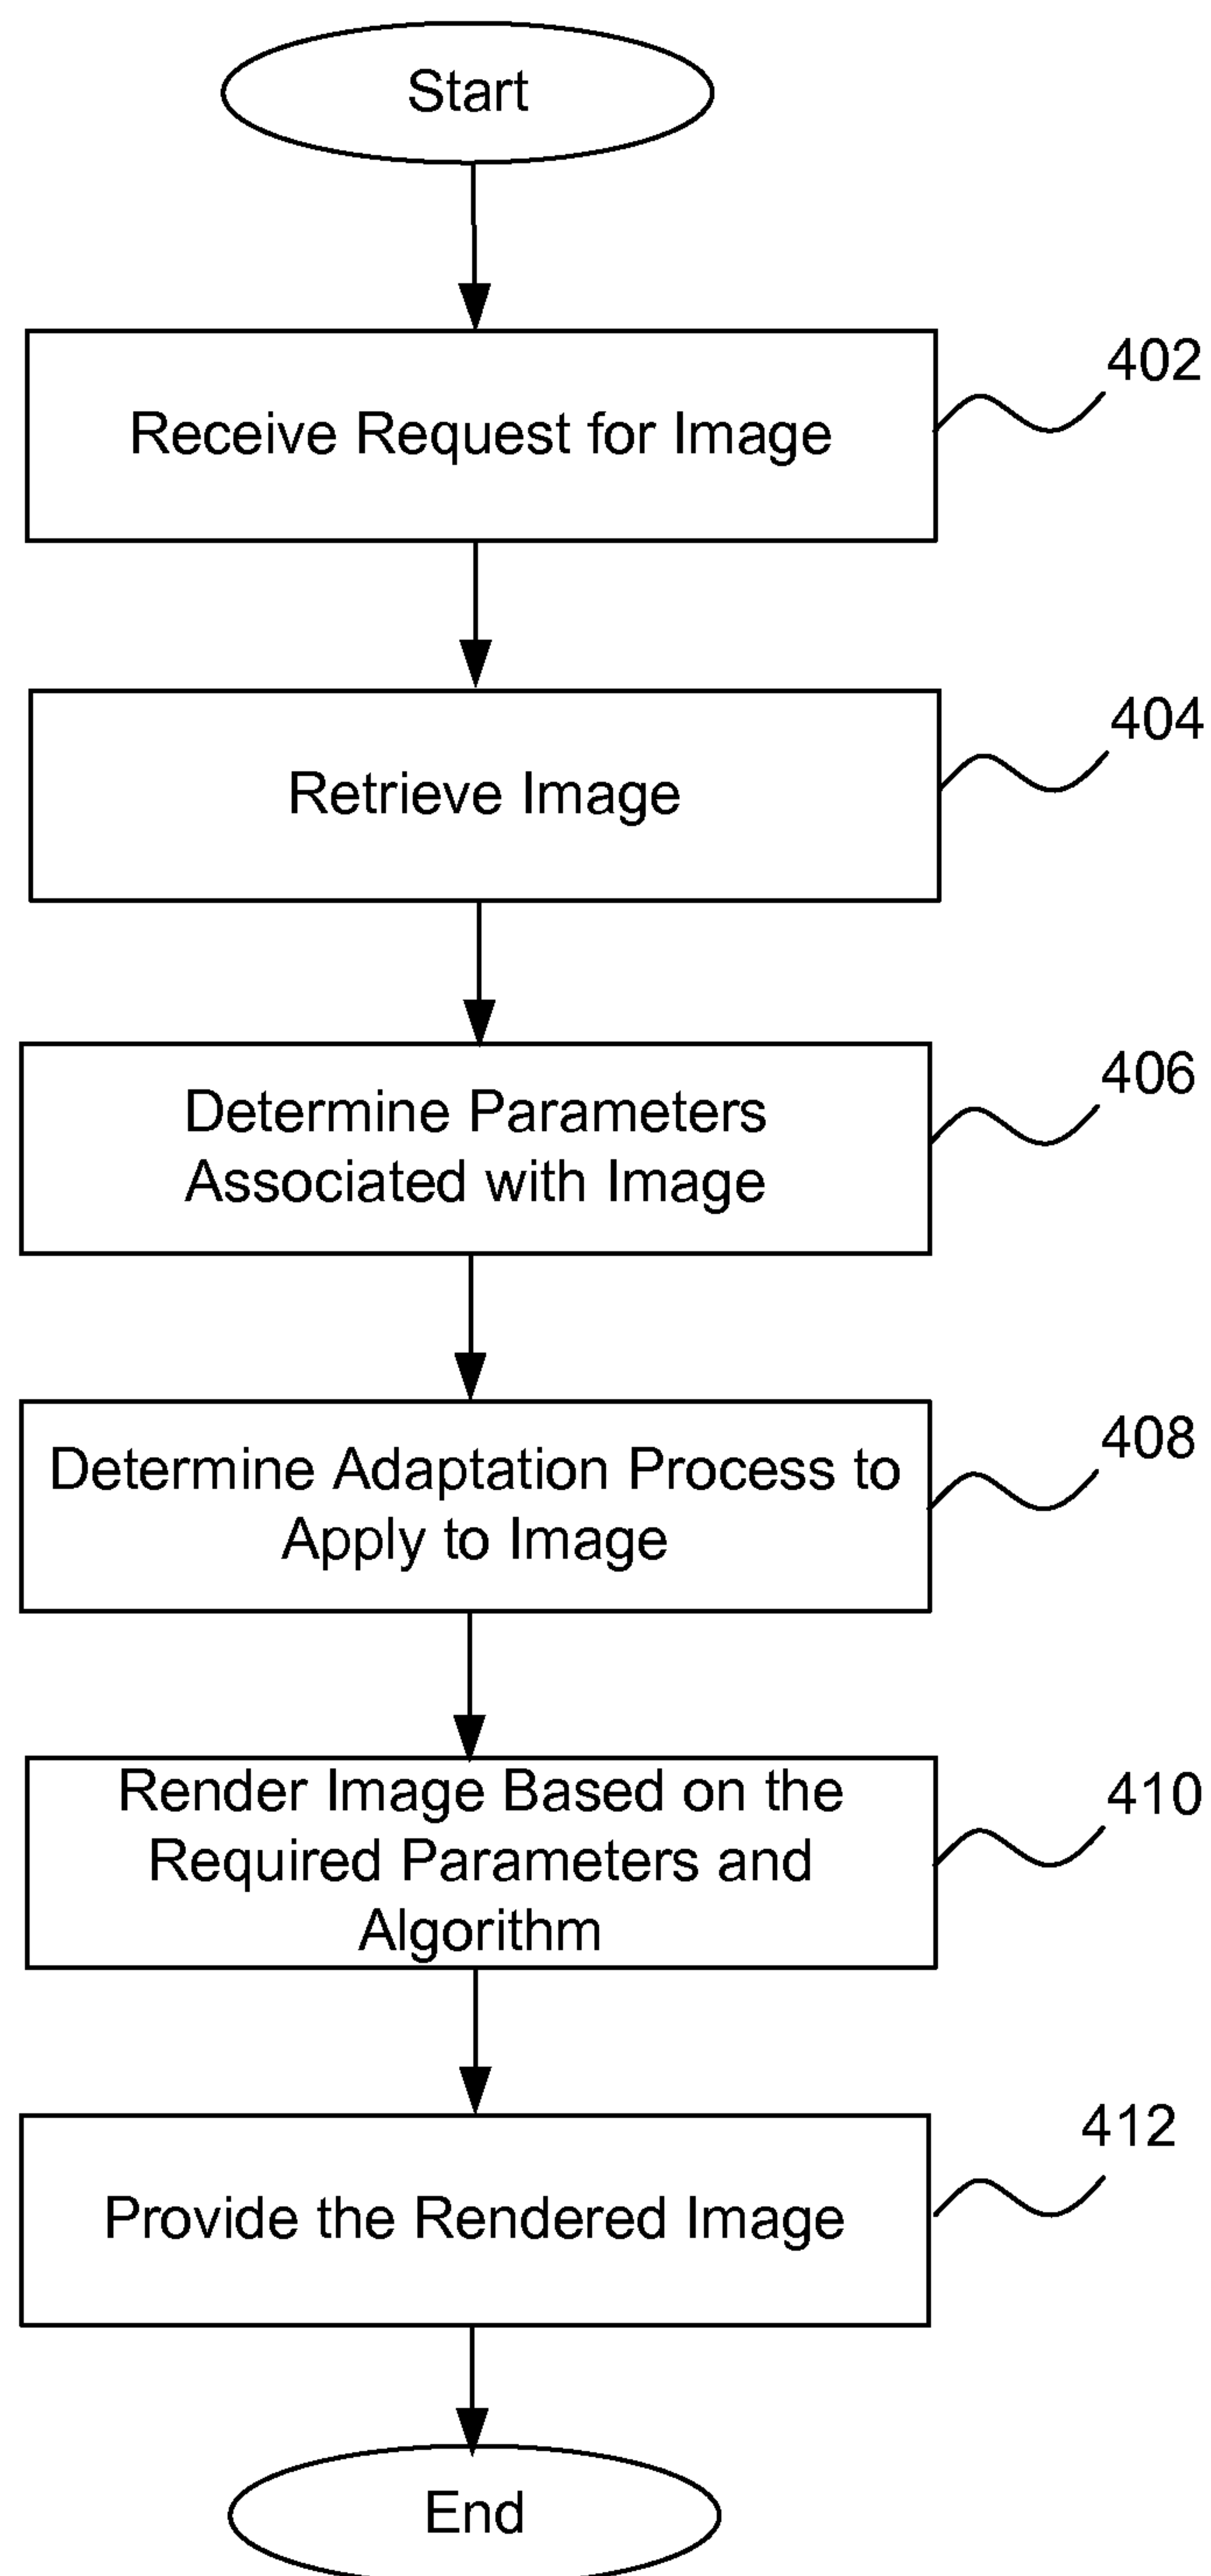 Start
402
Receive Request for Image
404
Retrieve Image
406
Determine Parameters
Associated with Image
408
Determine Adaptation Process to
Apply to Image
410
Render Image Based on the
Required Parameters and
Algorithm
412
Provide the Rendered Image
End